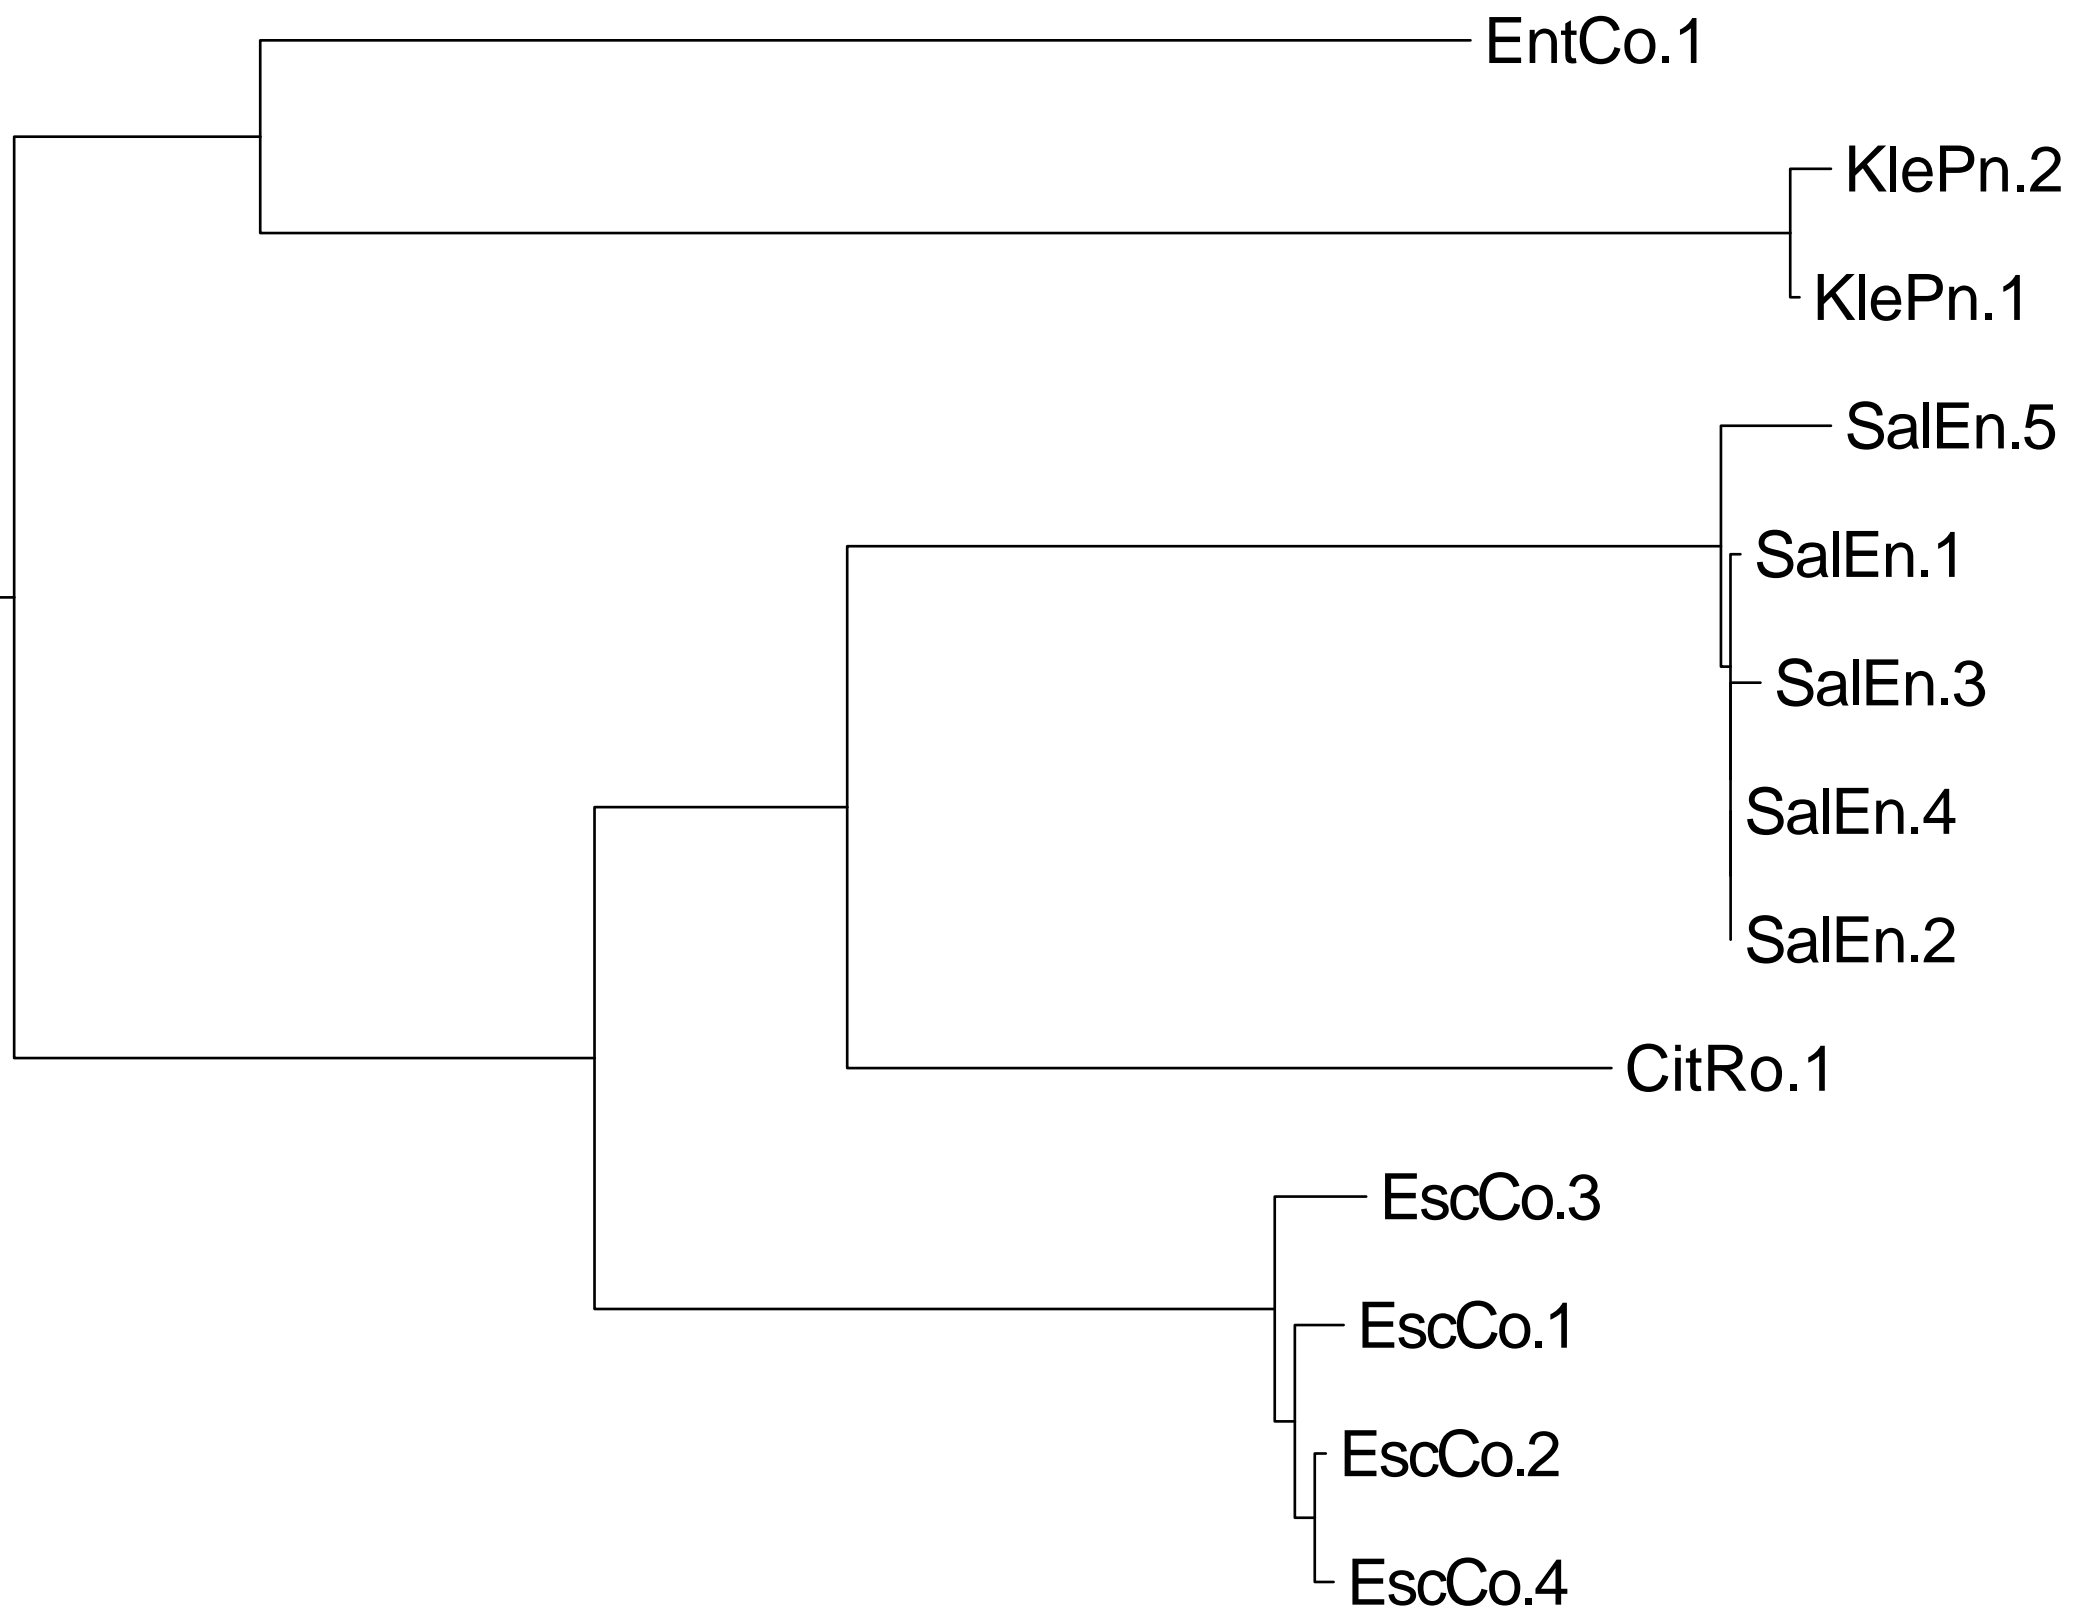 EntCo.1
KlePn.2
KlePn.1
SalEn.5
SalEn.1
SalEn.3
SalEn.4
SalEn.2
CitRo.1
EscCo.3
EscCo.1
EscCo.2
EscCo.4